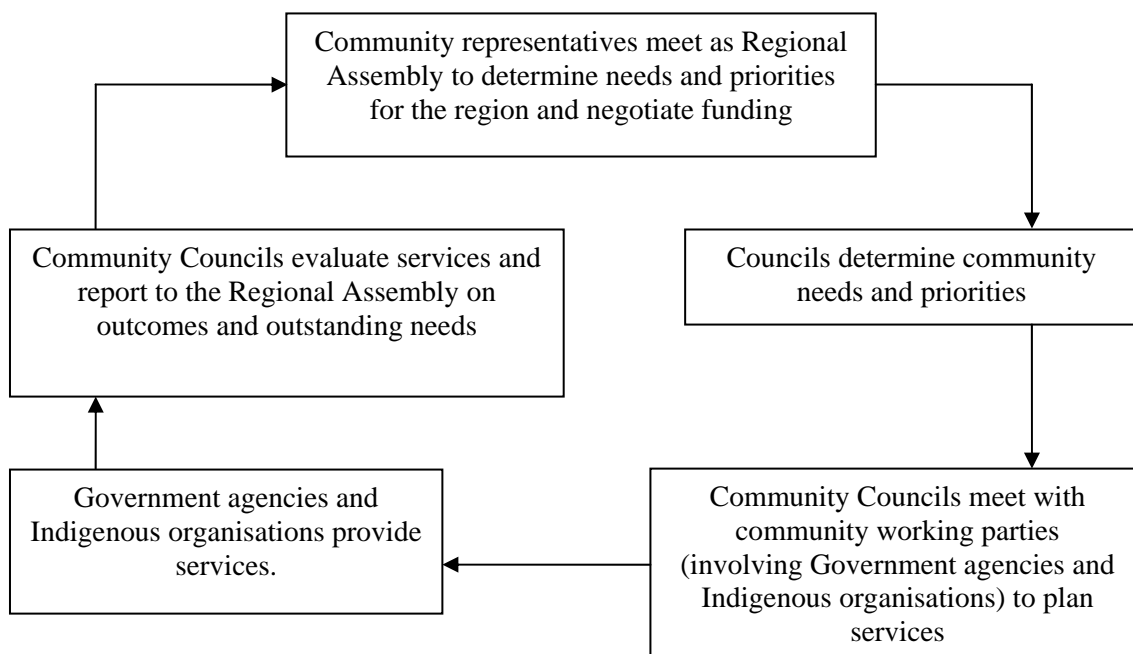 Community representatives meet as Regional
Assembly to determine needs and priorities
for the region and negotiate funding
Councils determine community
needs and priorities
Community Councils meet with
community working parties
(involving Government agencies and
Indigenous organisations) to plan
services
Government agencies and
Indigenous organisations provide
services.
Community Councils evaluate services and
report to the Regional Assembly on
outcomes and outstanding needs